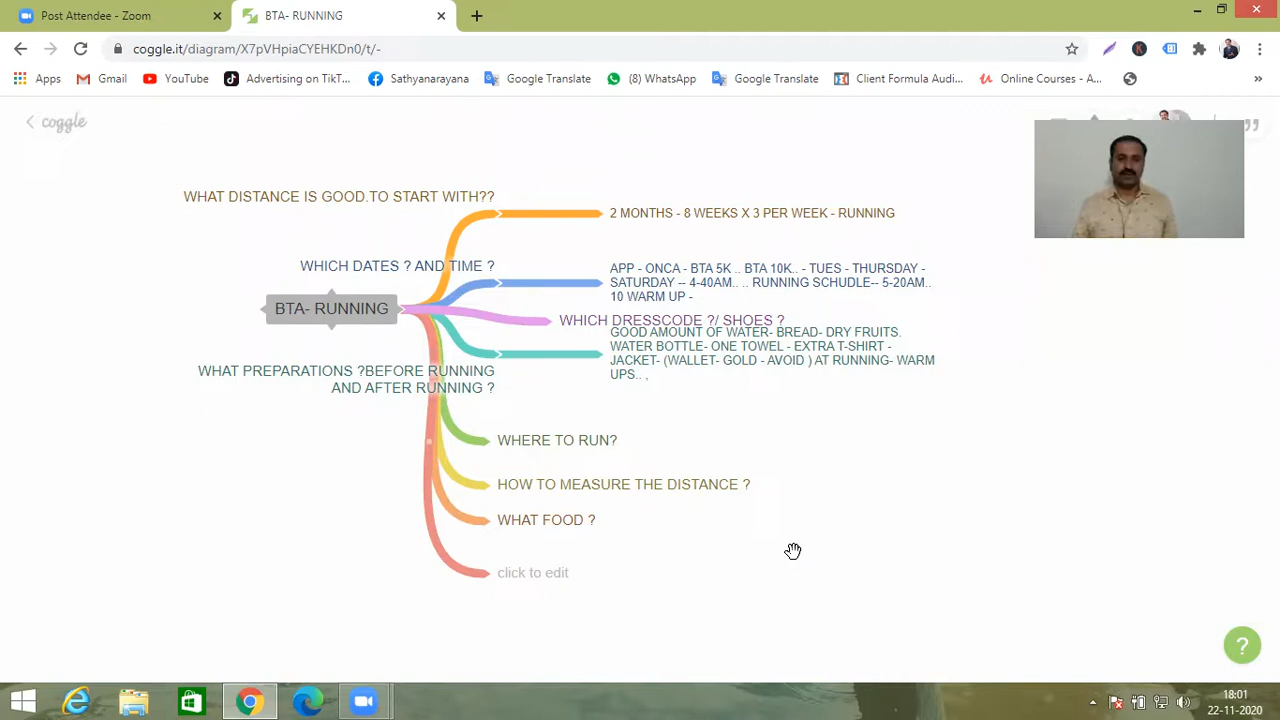 Post Attendee - Zoom
BTA- RUNNING
coggle.it/diagram/X7pVHpiaCYEHKDn0/t/-
Apps
Gmail
YouTube
Advertising on TikT...
Sathyanarayana
Google Translate
(8) WhatsApp
Google Translate
Client Formula Audi...
Online Courses - A...
coggle
WHAT DISTANCE IS GOOD.TO START WITH??
2 MONTHS - 8 WEEKS X 3 PER WEEK - RUNNING
WHICH DATES ? AND TIME ?
APP - ONCA - BTA 5K .. BTA 10K.. - TUES - THURSDAY -
SATURDAY -- 4-40AM.. .. RUNNING SCHUDLE-- 5-20AM..
10 WARM UP -
BTA- RUNNING
WHICH DRESSCODE ?/ SHOES ?
GOOD AMOUNT OF WATER- BREAD- DRY FRUITS.
WATER BOTTLE- ONE TOWEL - EXTRA T-SHIRT -
JACKET- (WALLET- GOLD - AVOID ) AT RUNNING- WARM
UPS.. ,
WHAT PREPARATIONS ?BEFORE RUNNING
AND AFTER RUNNING ?
WHERE TO RUN?
HOW TO MEASURE THE DISTANCE ?
WHAT FOOD ?
click to edit
?
18:01
22-11-2020